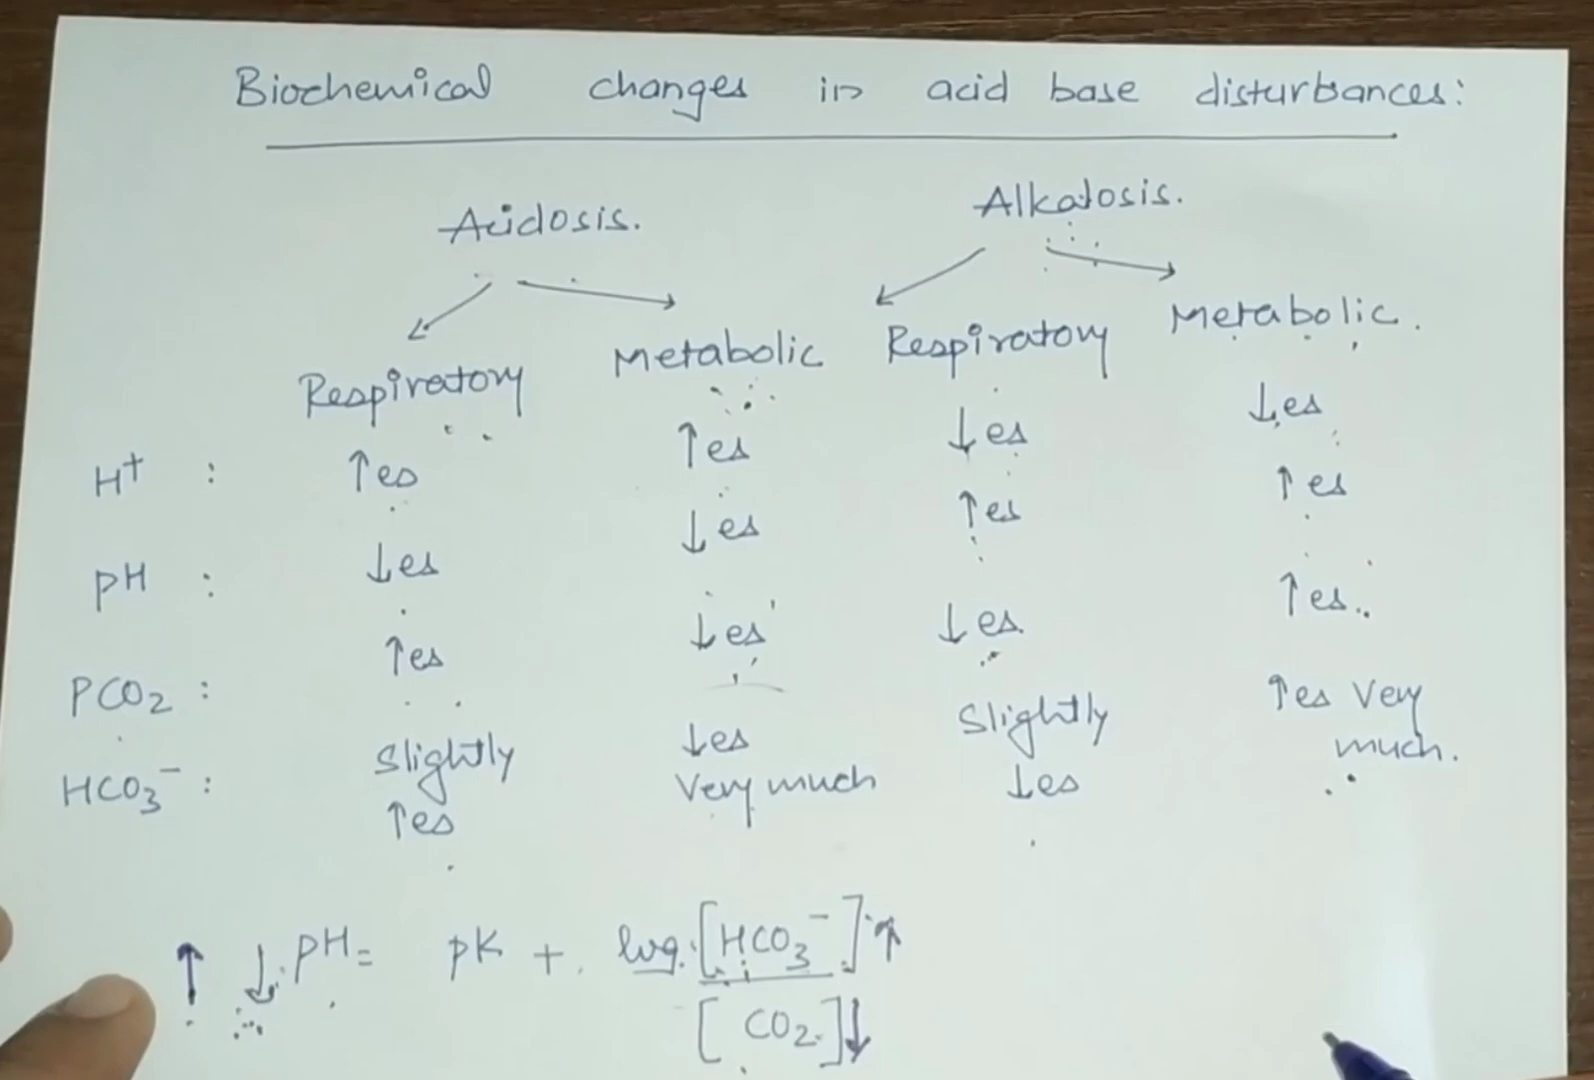 Biochemical changes in acid base disturbances:
Acidosis. Alkalosis.
Respiratory Metabolic Respiratory Metabolic.
H+ : ↑es ↑es ↓es ↓es
pH : ↓es ↓es ↑es ↑es
PCO2 : ↑es ↓es ↓es. ↑es.
HCO3- : Slightly ↓es Slightly ↑es Very
↑es Very much ↓es much.
↑ ↓ pH = pK + log [HCO3-] ↑
[CO2] ↓